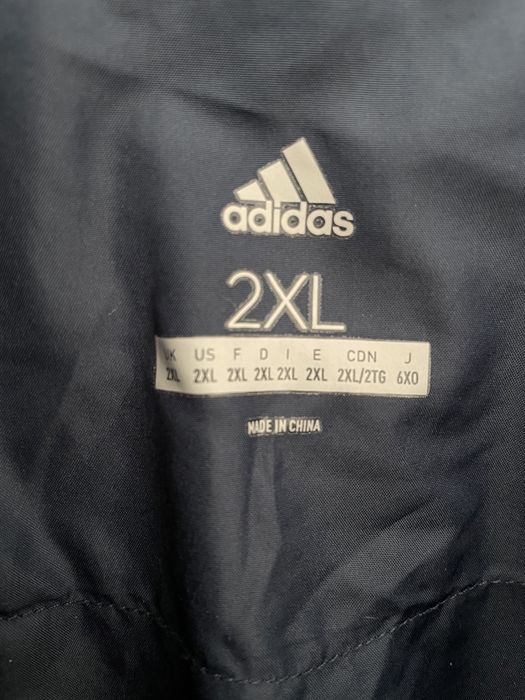 adidas
2XL
UK US F D I E CDN J
2XL 2XL 2XL 2XL 2XL 2XL 2XL/2TG 6XO
MADE IN CHINA